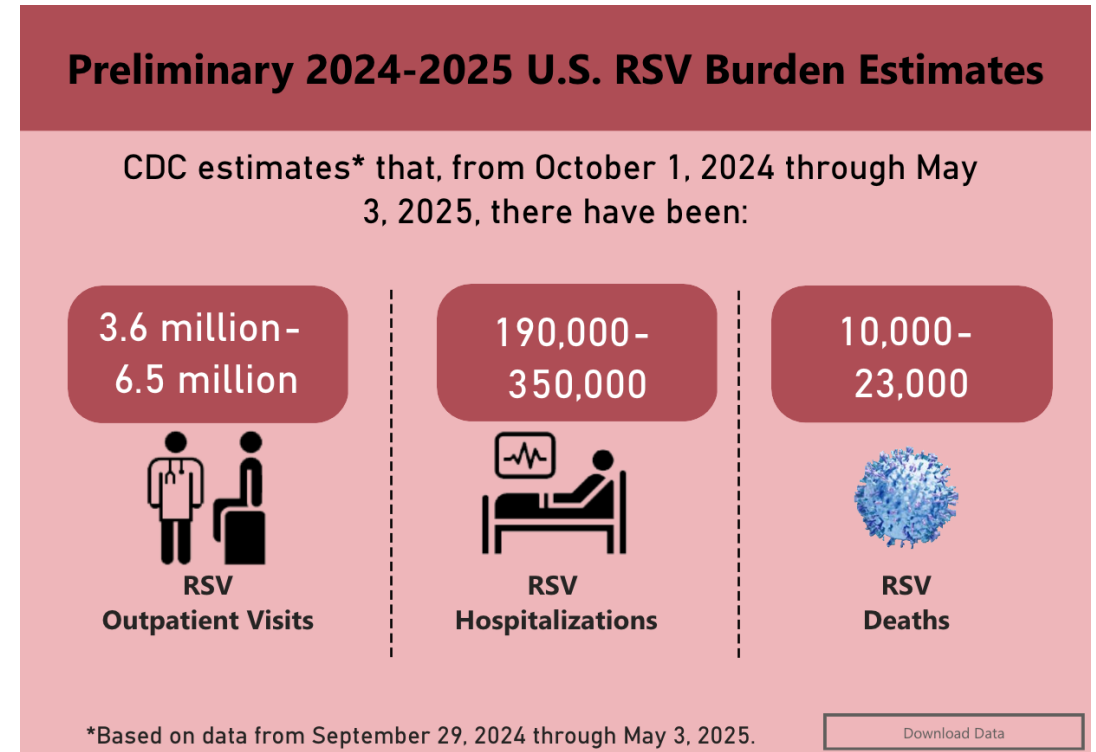 Preliminary 2024-2025 U.S. RSV Burden Estimates
CDC estimates* that, from October 1, 2024 through May
3, 2025, there have been:
3.6 million-
6.5 million
RSV
Outpatient Visits
190,000-
350,000
RSV
Hospitalizations
10,000-
23,000
RSV
Deaths
*Based on data from September 29, 2024 through May 3, 2025.
Download Data